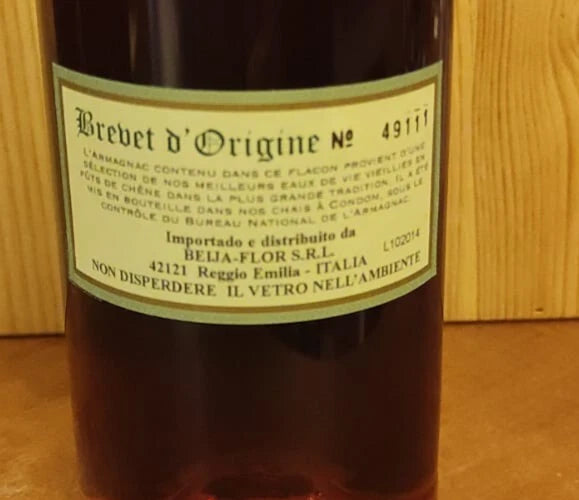 Brevet d'Origine Nº 49111
L'ARMAGNAC CONTENU DANS CE FLACON PROVIENT D'UNE
SÉLECTION DE NOS MEILLEURS EAUX DE VIE VIEILLIES EN
FÛTS DE CHÊNE DANS LA PLUS GRANDE TRADITION. IL A ÉTÉ
MIS EN BOUTEILLE DANS NOS CHAIS À CONDOM, SOUS LE
CONTRÔLE DU BUREAU NATIONAL DE L'ARMAGNAC.
Importado e distribuito da
BEIJA-FLOR S.R.L.
L102014
42121 Reggio Emilia - ITALIA
NON DISPERDERE IL VETRO NELL'AMBIENTE